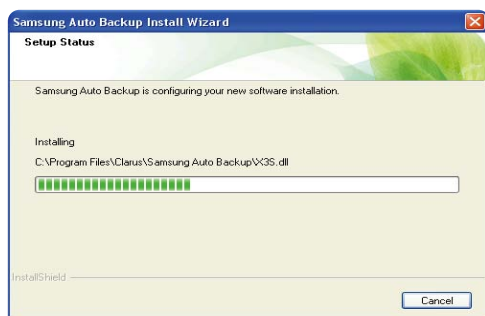 Samsung Auto Backup Install Wizard
Setup Status
Samsung Auto Backup is configuring your new software installation.
Installing
C:\Program Files\Clarus\Samsung Auto Backup\X3S.dll
InstallShield
Cancel